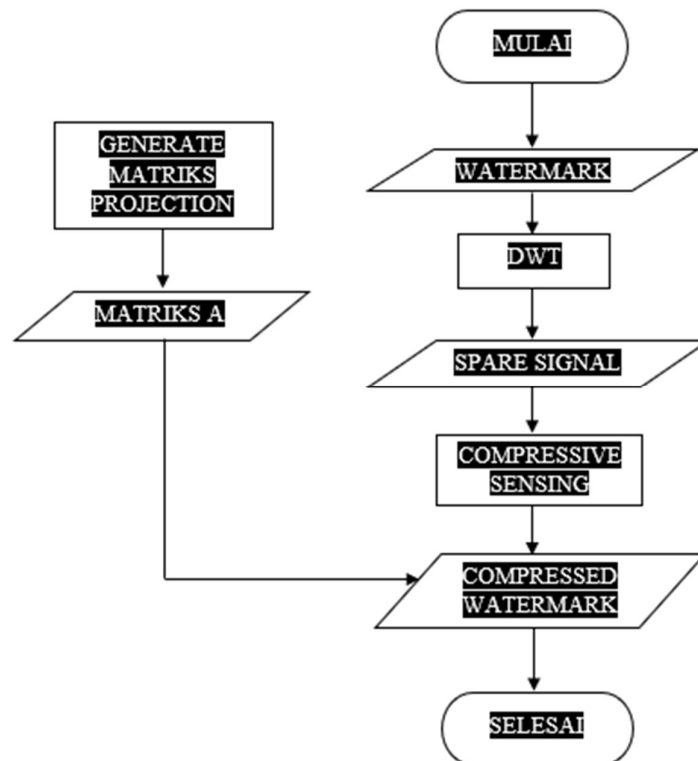 MULAI
GENERATE
MATRIKS
PROJECTION
WATERMARK
DWT
MATRIKS A
SPARE SIGNAL
COMPRESSIVE
SENSING
COMPRESSED
WATERMARK
SELESAI